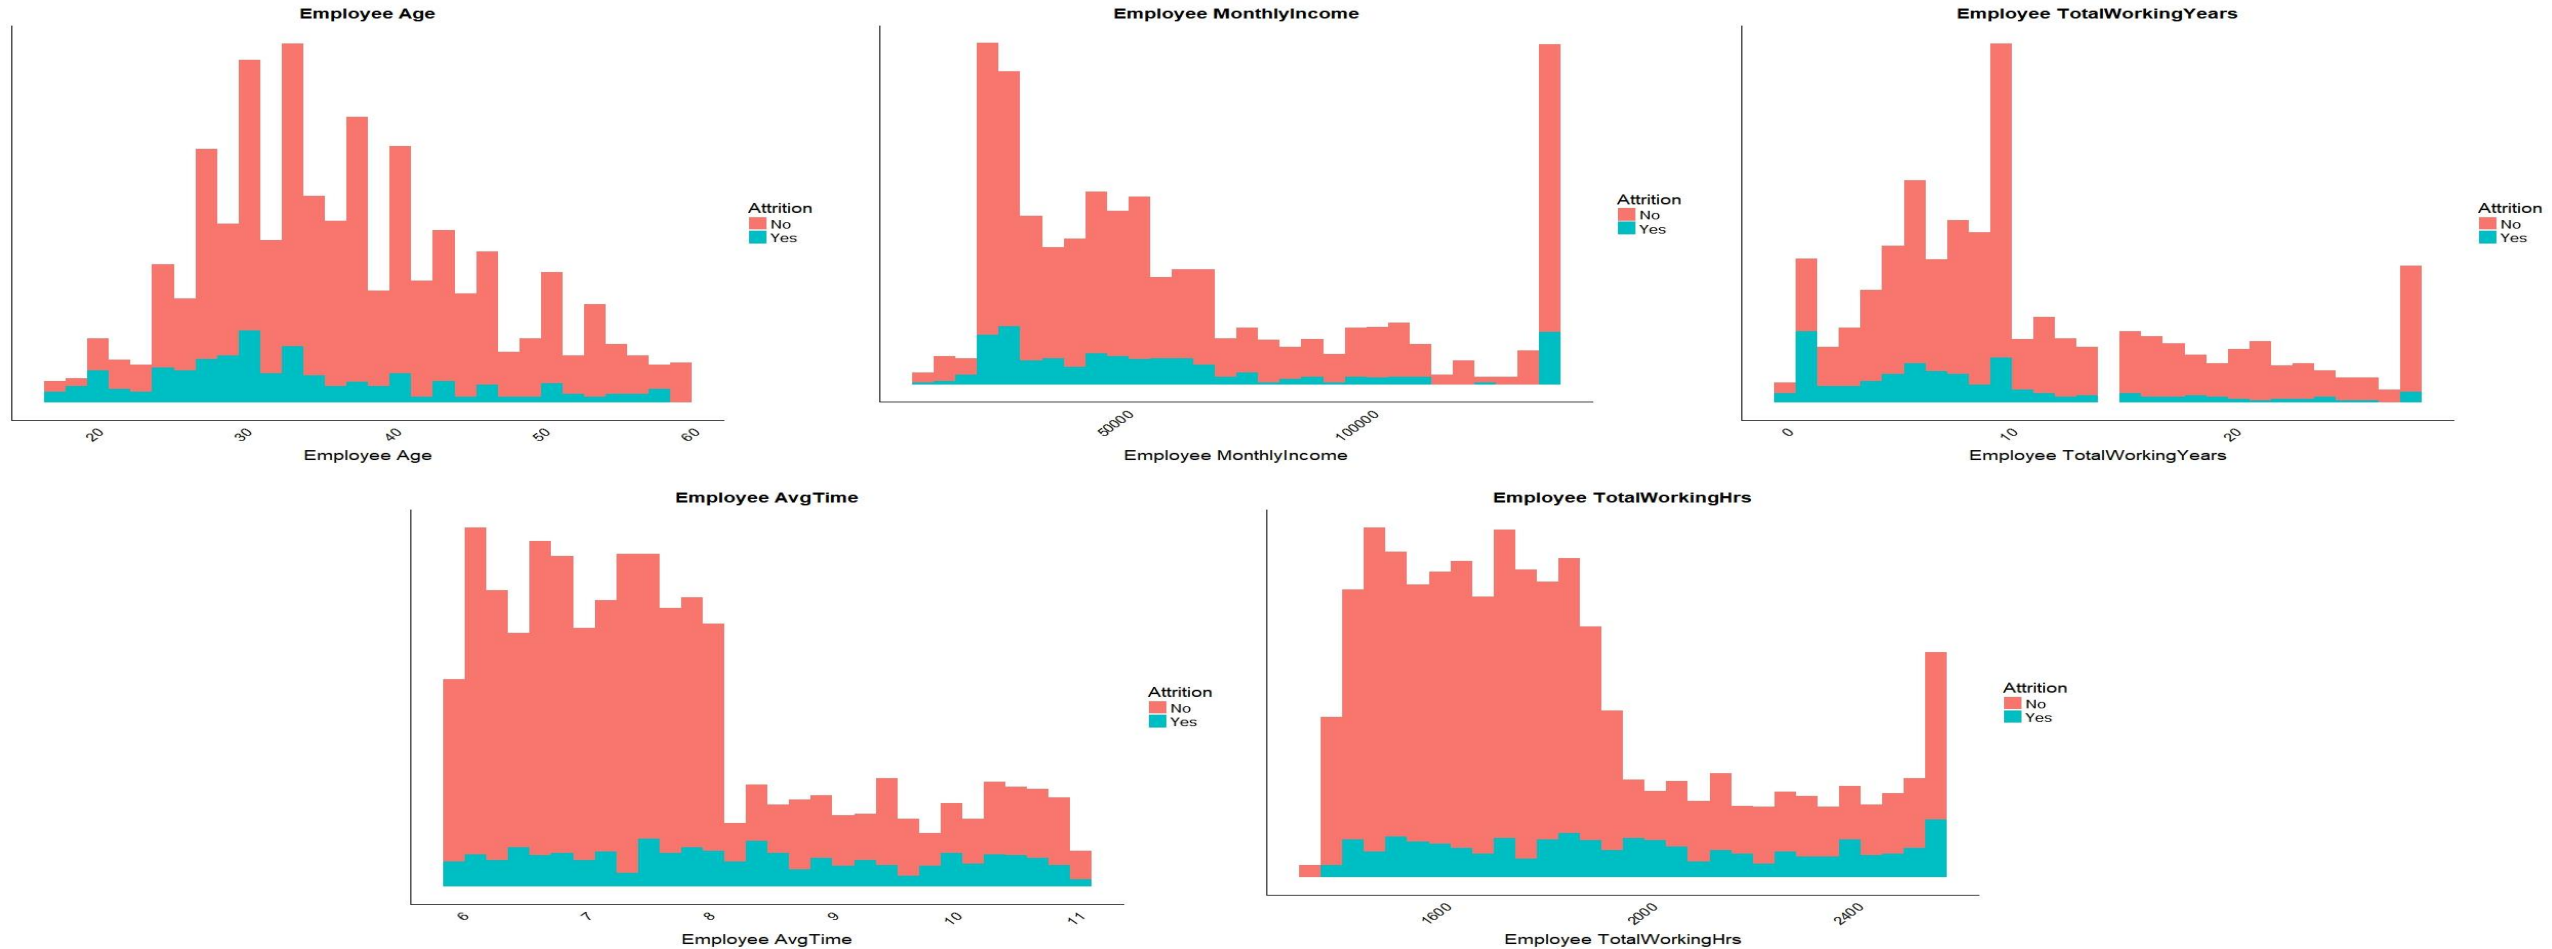 Employee Age
Attrition
No
Yes
20 30 40 50 60
Employee Age
Employee MonthlyIncome
Attrition
No
Yes
50000 100000
Employee MonthlyIncome
Employee TotalWorkingYears
Attrition
No
Yes
0 10 20
Employee TotalWorkingYears
Employee AvgTime
Attrition
No
Yes
6 7 8 9 10 11
Employee AvgTime
Employee TotalWorkingHrs
Attrition
No
Yes
1600 2000 2400
Employee TotalWorkingHrs